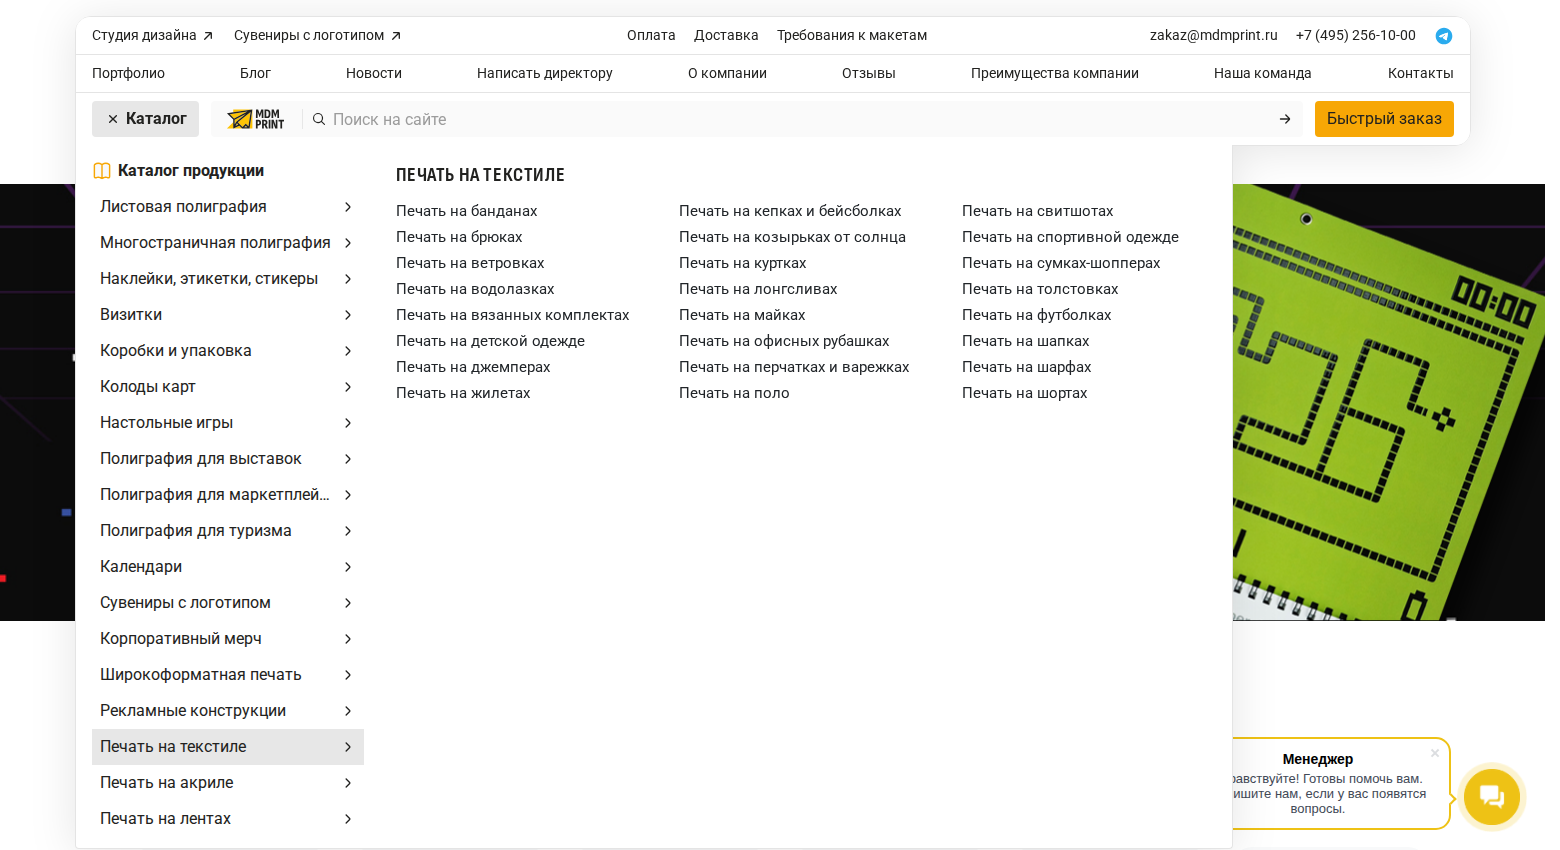 Студия дизайна
Сувениры с логотипом
Оплата
Доставка
Требования к макетам
zakaz@mdmprint.ru
+7 (495) 256-10-00
Портфолио
Блог
Новости
Написать директору
О компании
Отзывы
Преимущества компании
Наша команда
Контакты
Каталог
MDM
PRINT
Поиск на сайте
Быстрый заказ
Каталог продукции
Листовая полиграфия
Многостраничная полиграфия
Наклейки, этикетки, стикеры
Визитки
Коробки и упаковка
Колоды карт
Настольные игры
Полиграфия для выставок
Полиграфия для маркетплей...
Полиграфия для туризма
Календари
Сувениры с логотипом
Корпоративный мерч
Широкоформатная печать
Рекламные конструкции
Печать на текстиле
Печать на акриле
Печать на лентах
ПЕЧАТЬ НА ТЕКСТИЛЕ
Печать на банданах
Печать на брюках
Печать на ветровках
Печать на водолазках
Печать на вязанных комплектах
Печать на детской одежде
Печать на джемперах
Печать на жилетах
Печать на кепках и бейсболках
Печать на козырьках от солнца
Печать на куртках
Печать на лонгсливах
Печать на майках
Печать на офисных рубашках
Печать на перчатках и варежках
Печать на поло
Печать на свитшотах
Печать на спортивной одежде
Печать на сумках-шопперах
Печать на толстовках
Печать на футболках
Печать на шапках
Печать на шарфах
Печать на шортах
00:00
Менеджер
равствуйте! Готовы помочь вам.
ишите нам, если у вас появятся
вопросы.